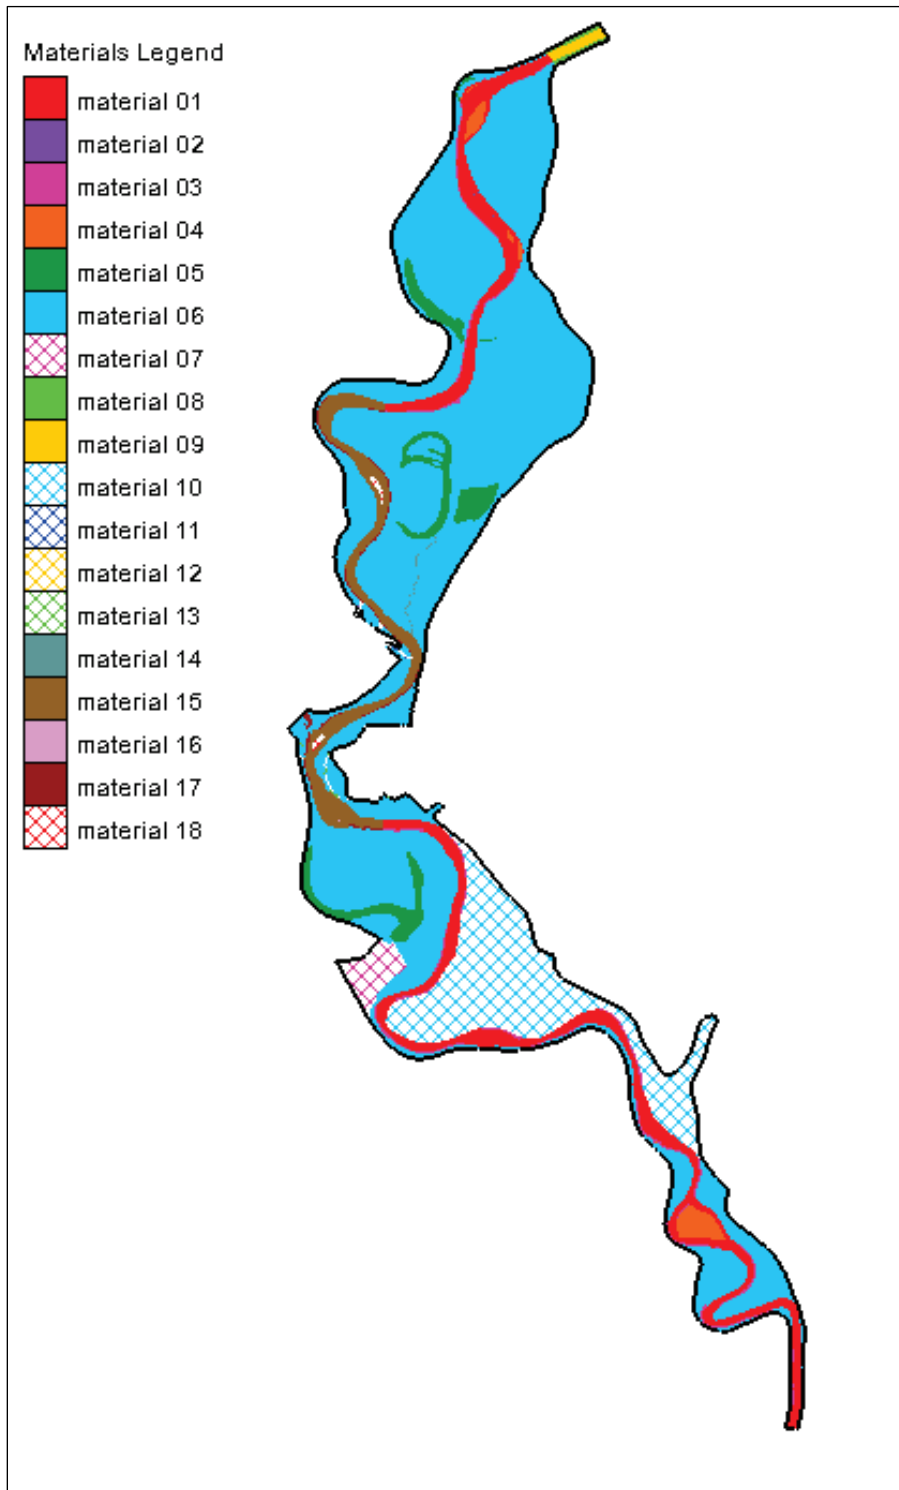 Materials Legend
material 01
material 02
material 03
material 04
material 05
material 06
material 07
material 08
material 09
material 10
material 11
material 12
material 13
material 14
material 15
material 16
material 17
material 18